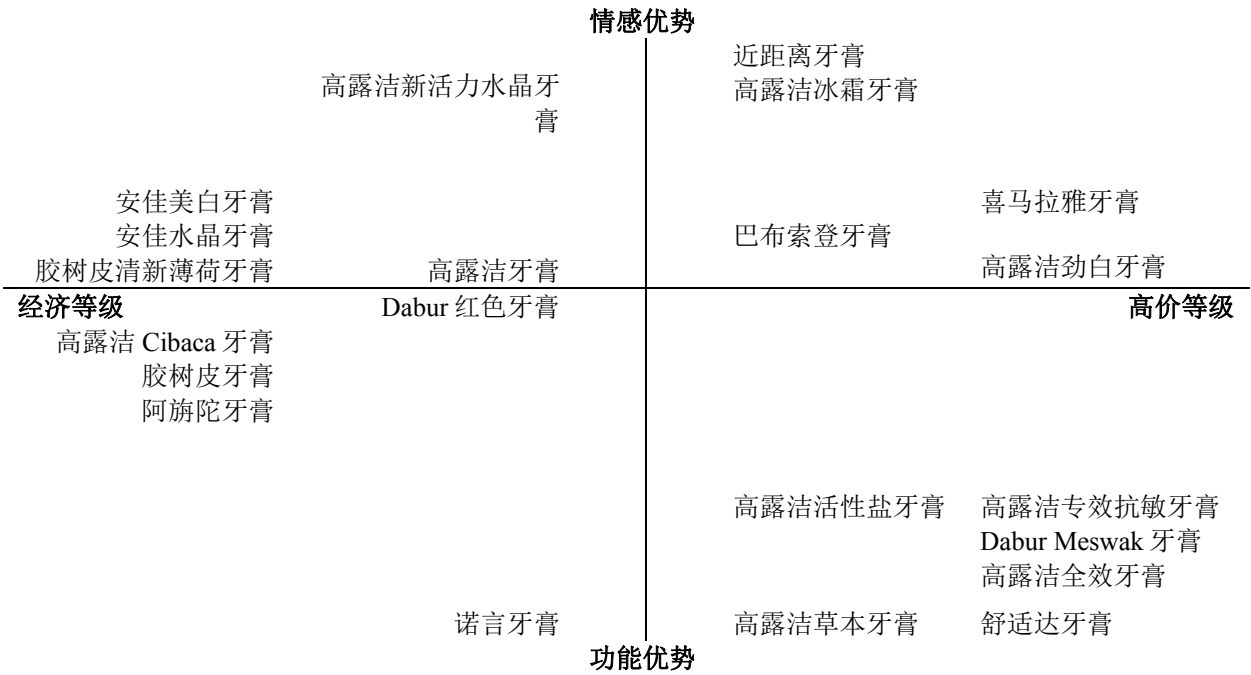 情感优势
近距离牙膏
高露洁新活力水晶牙
高露洁冰霜牙膏
膏
安佳美白牙膏
喜马拉雅牙膏
安佳水晶牙膏
巴布索登牙膏
胶树皮清新薄荷牙膏
高露洁牙膏
高露洁劲白牙膏
经济等级
Dabur 红色牙膏
高价等级
高露洁 Cibaca 牙膏
胶树皮牙膏
阿旃陀牙膏
高露洁活性盐牙膏
高露洁专效抗敏牙膏
Dabur Meswak 牙膏
高露洁全效牙膏
诺言牙膏
高露洁草本牙膏
舒适达牙膏
功能优势